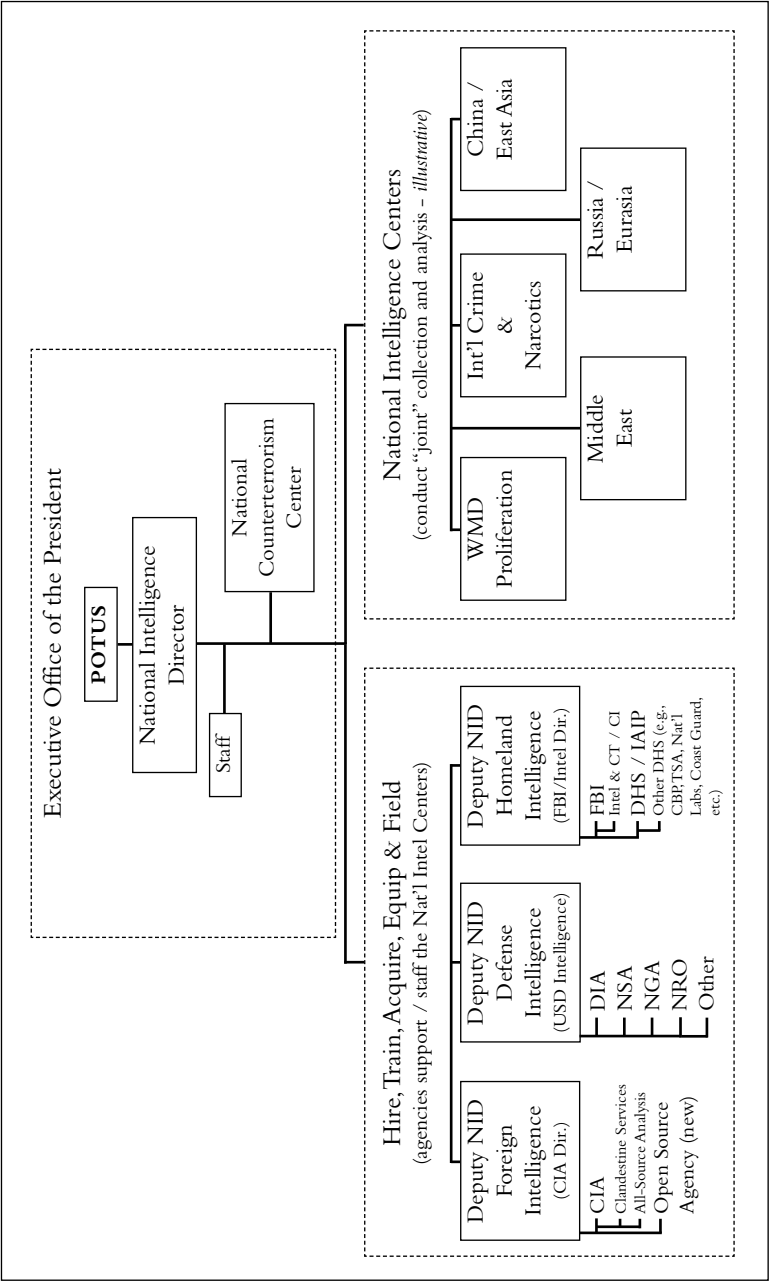 Executive Office of the President
POTUS
National Intelligence
Director
Staff
National
Counterterrorism
Center
Hire, Train, Acquire, Equip & Field
(agencies support / staff the Nat'l Intel Centers)
Deputy NID
Foreign
Intelligence
(CIA Dir.)
CIA
Clandestine Services
All-Source Analysis
Open Source
Agency (new)
Deputy NID
Defense
Intelligence
(USD Intelligence)
DIA
NSA
NGA
NRO
Other
Deputy NID
Homeland
Intelligence
(FBI/Intel Dir.)
FBI
Intel & CT / CI
DHS / IAIP
Other DHS (e.g.,
CBP, TSA, Nat'l
Labs, Coast Guard,
etc.)
National Intelligence Centers
(conduct “joint” collection and analysis – illustrative)
WMD
Proliferation
Middle
East
Int'l Crime
&
Narcotics
Russia /
Eurasia
China /
East Asia